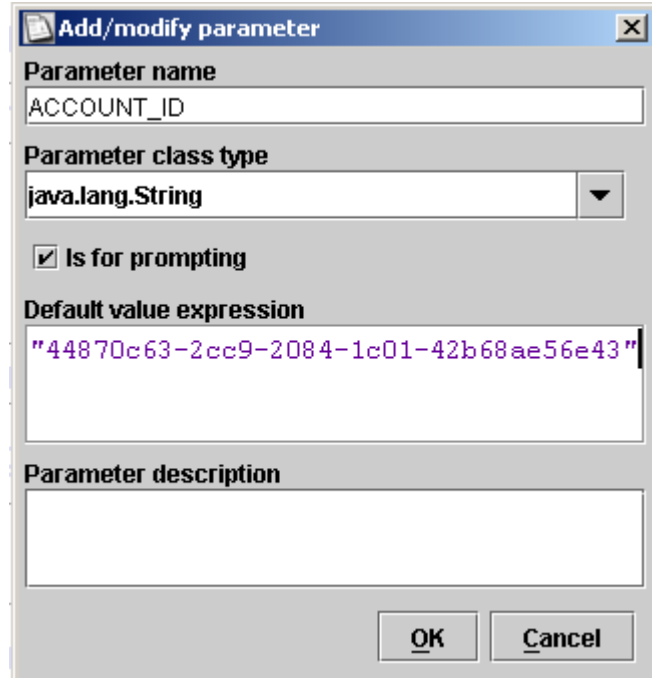 Add/modify parameter
Parameter name
ACCOUNT_ID
Parameter class type
java.lang.String
Is for prompting
Default value expression
"44870c63-2cc9-2084-1c01-42b68ae56e43"
Parameter description
OK Cancel